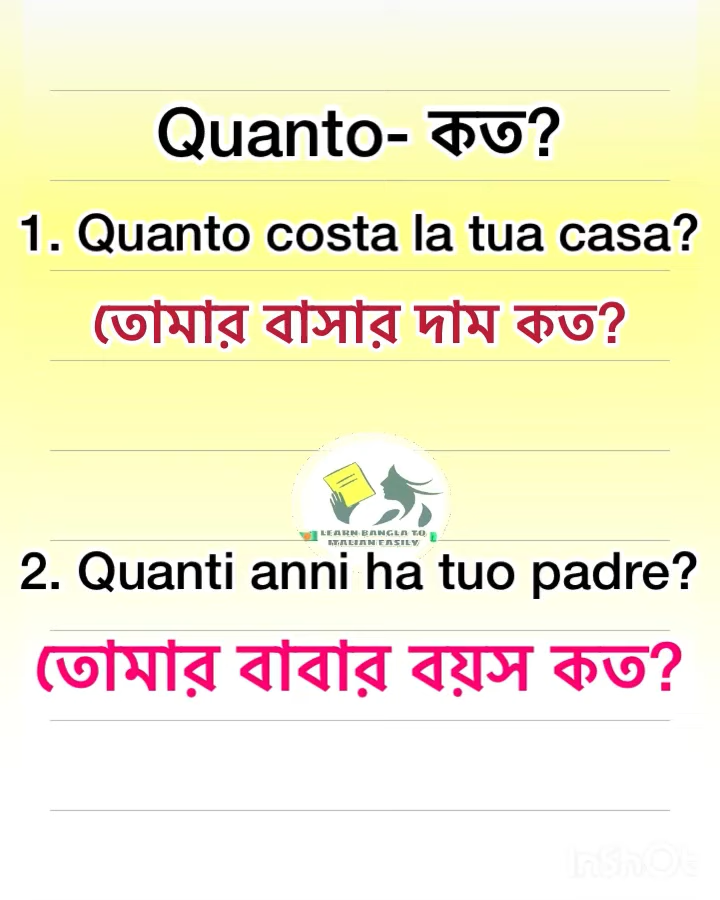 Quanto- কত?
1. Quanto costa la tua casa?
তোমার বাসার দাম কত?
LEARN BANGLA TO
ITALIAN EASILY
2. Quanti anni ha tuo padre?
তোমার বাবার বয়স কত?
InShOt